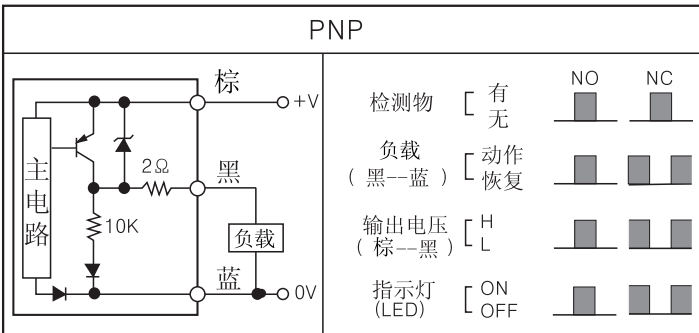 PNP
棕
+V
主电路
2Ω
黑
10K
负载
蓝
0V
NO NC
检测物 有
无
负载 动作
( 黑--蓝 ) 恢复
输出电压 H
( 棕--黑 ) L
指示灯 ON
(LED) OFF